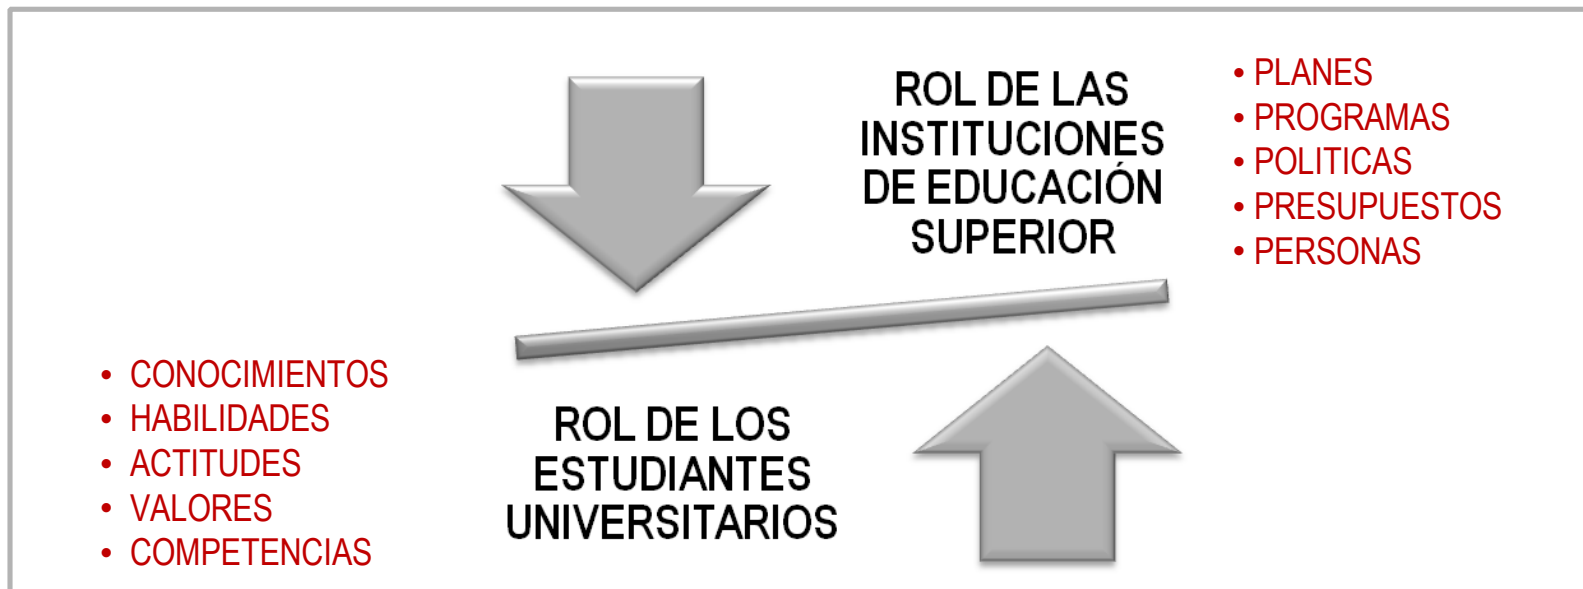 ROL DE LAS
INSTITUCIONES
DE EDUCACIÓN
SUPERIOR
• PLANES
• PROGRAMAS
• POLITICAS
• PRESUPUESTOS
• PERSONAS
• CONOCIMIENTOS
• HABILIDADES
• ACTITUDES
• VALORES
• COMPETENCIAS
ROL DE LOS
ESTUDIANTES
UNIVERSITARIOS